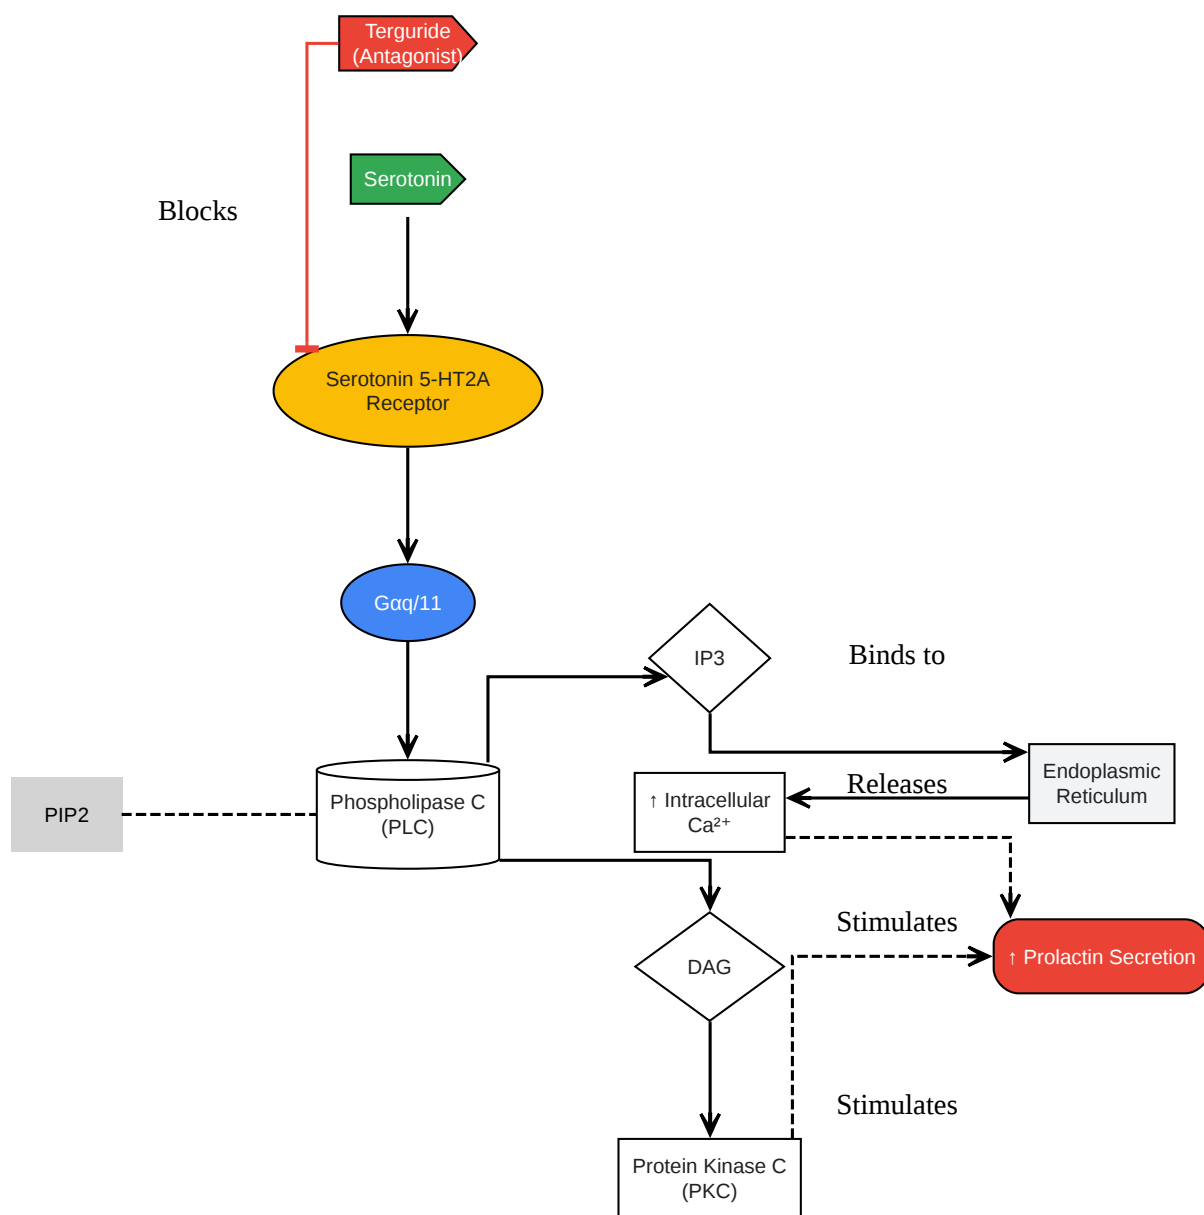 Terguride
(Antagonist)
Serotonin
Blocks
Serotonin 5-HT2A
Receptor
Gαq/11
IP3
Binds to
Endoplasmic
Reticulum
Releases
↑ Intracellular
Ca²⁺
Phospholipase C
(PLC)
PIP2
Stimulates
↑ Prolactin Secretion
DAG
Stimulates
Protein Kinase C
(PKC)